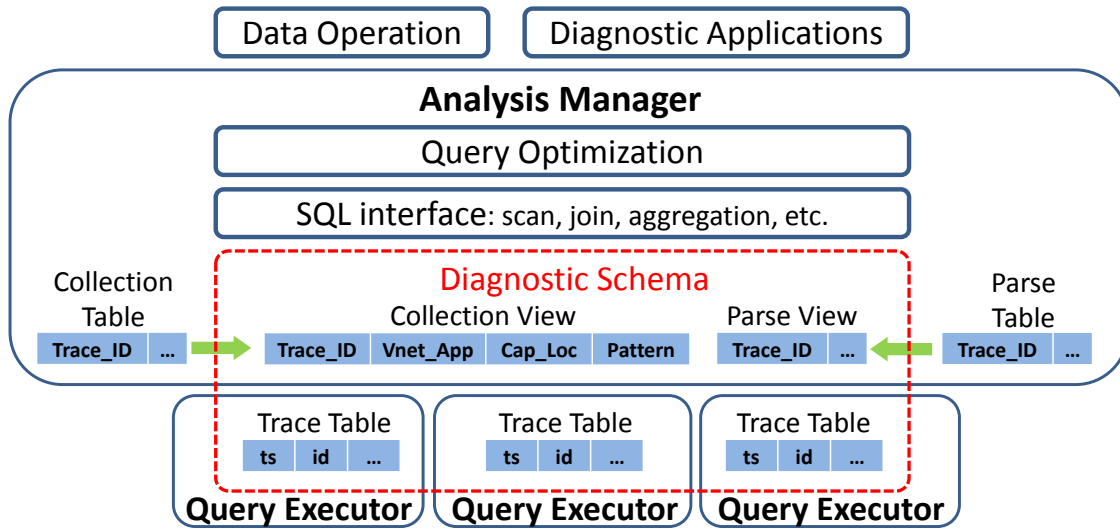 Data Operation
Diagnostic Applications
Analysis Manager
Query Optimization
SQL interface: scan, join, aggregation, etc.
Diagnostic Schema
Collection
Table
Trace_ID ...
Collection View
Trace_ID Vnet_App Cap_Loc Pattern
Parse View
Trace_ID ...
Parse
Table
Trace_ID ...
Trace Table
ts id ...
Query Executor
Trace Table
ts id ...
Query Executor
Trace Table
ts id ...
Query Executor